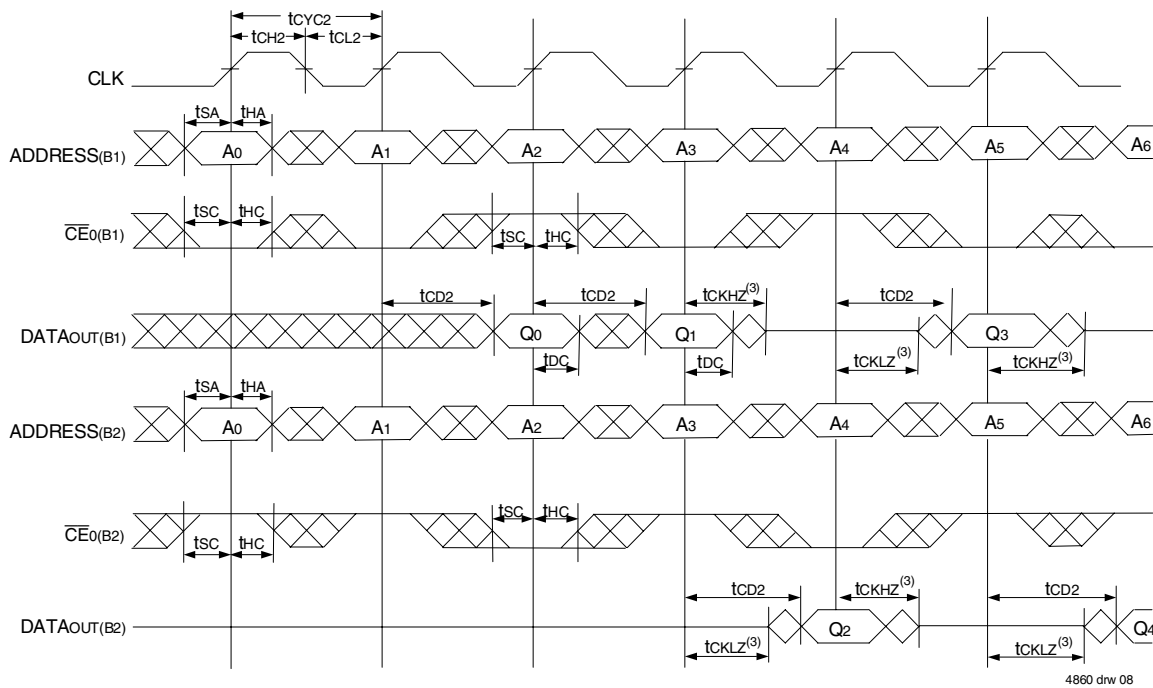 tCYC2
tCH2 tCL2
CLK
tSA tHA
ADDRESS(B1) A0 A1 A2 A3 A4 A5 A6
tSC tHC
CE0(B1)
tSC tHC
tCD2 tCD2 tCKHZ(3) tCD2
DATAOUT(B1) Q0 Q1 Q3
tDC tDC tCKLZ(3) tCKHZ(3)
tSA tHA
ADDRESS(B2) A0 A1 A2 A3 A4 A5 A6
tSC tHC
CE0(B2)
tSC tHC
tCD2 tCKHZ(3) tCD2
DATAOUT(B2) Q2 Q4
tCKLZ(3) tCKLZ(3)
4860 drw 08